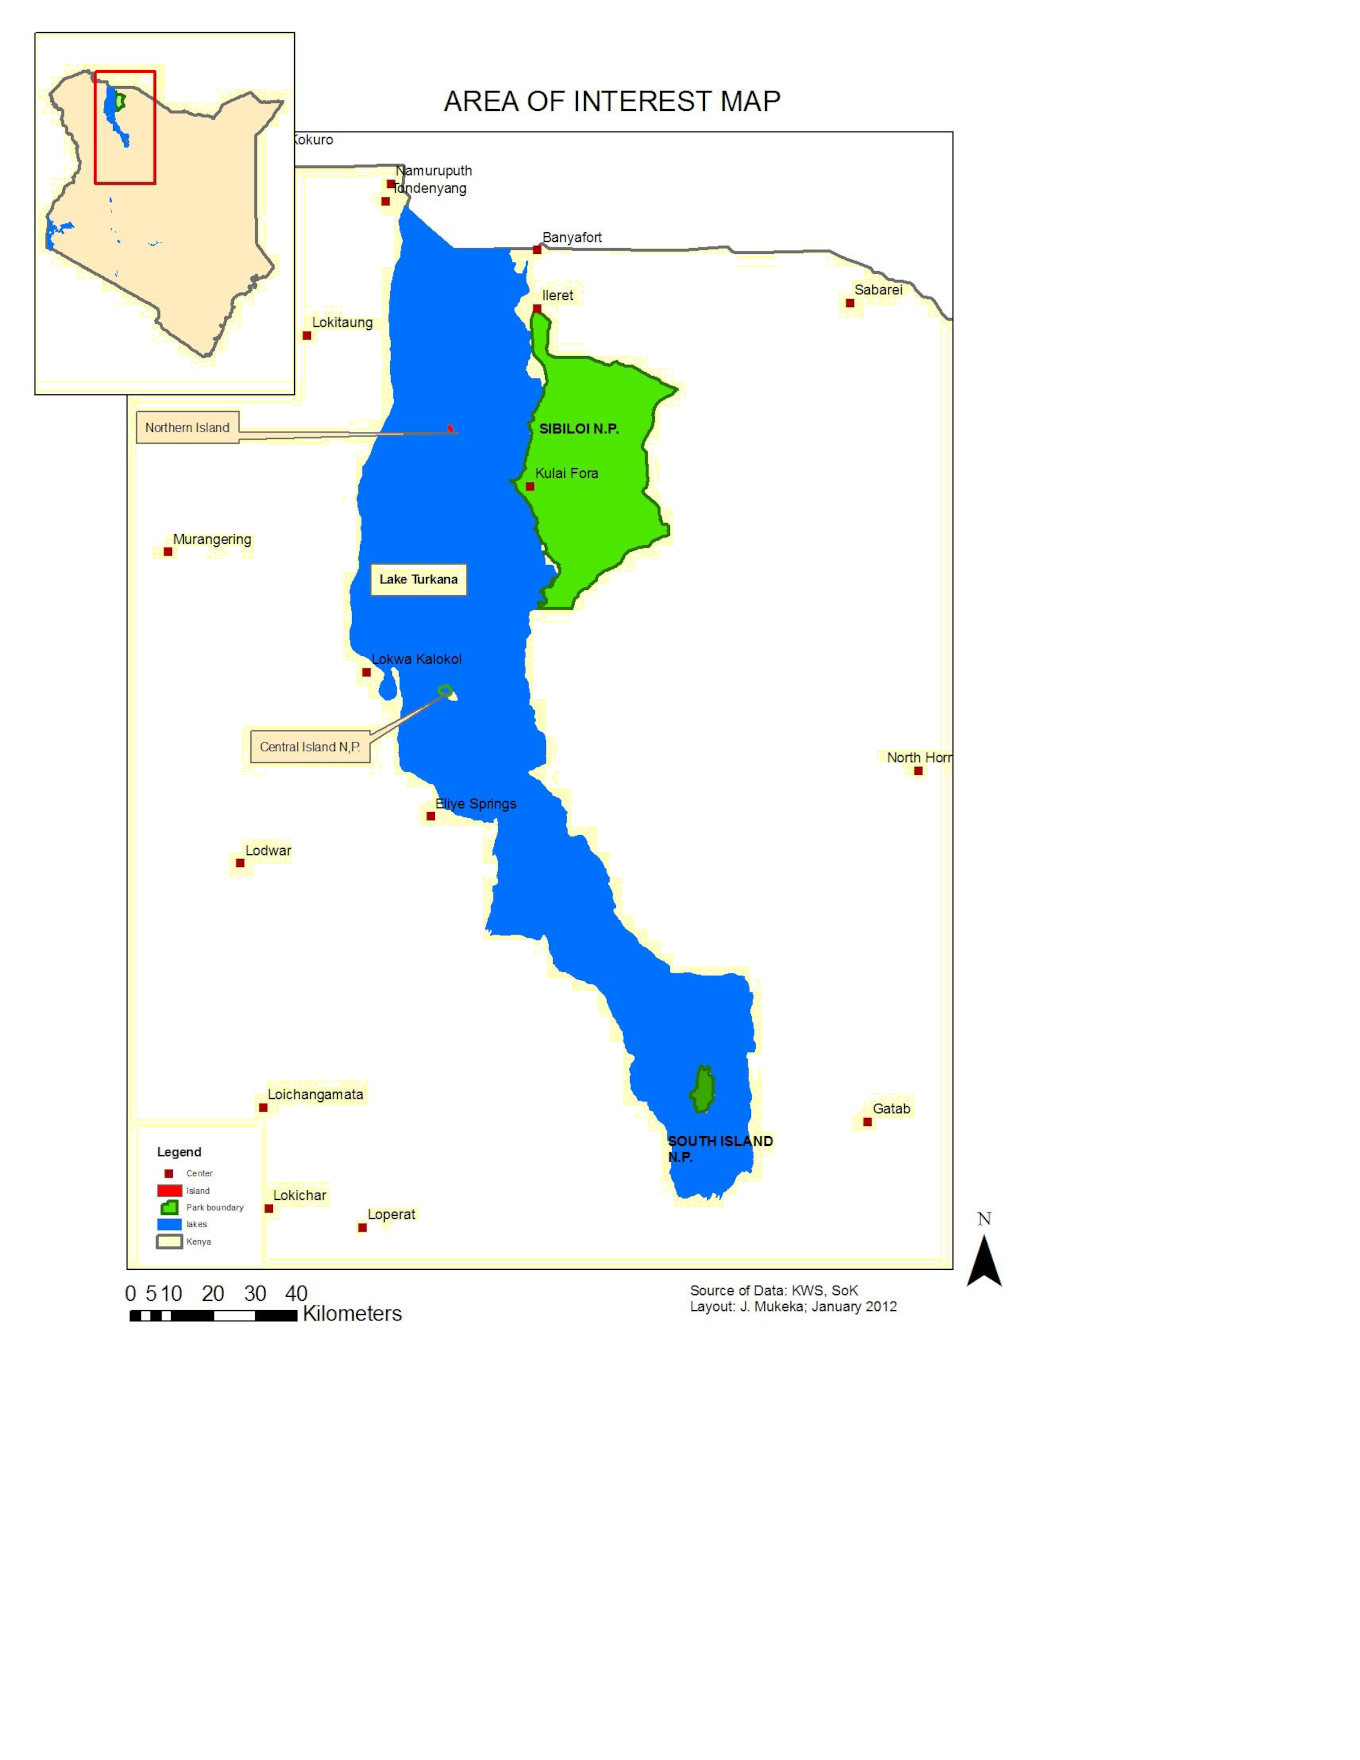 AREA OF INTEREST MAP
Kokuro
Namuruputh
Todenyang
Banyafort
Sabarei
Ileret
Lokitaung
Northern Island
SIBILOI N.P.
Kulai Fora
Murangering
Lake Turkana
Lokwa Kalokol
Central Island N,P.
North Horr
Eliye Springs
Lodwar
Loichangamata
Gatab
SOUTH ISLAND
N.P.
Legend
Center
Island
Park boundary
lakes
Kenya
Lokichar
Loperat
N
0 5 10 20 30 40
Kilometers
Source of Data: KWS, SoK
Layout: J. Mukeka; January 2012